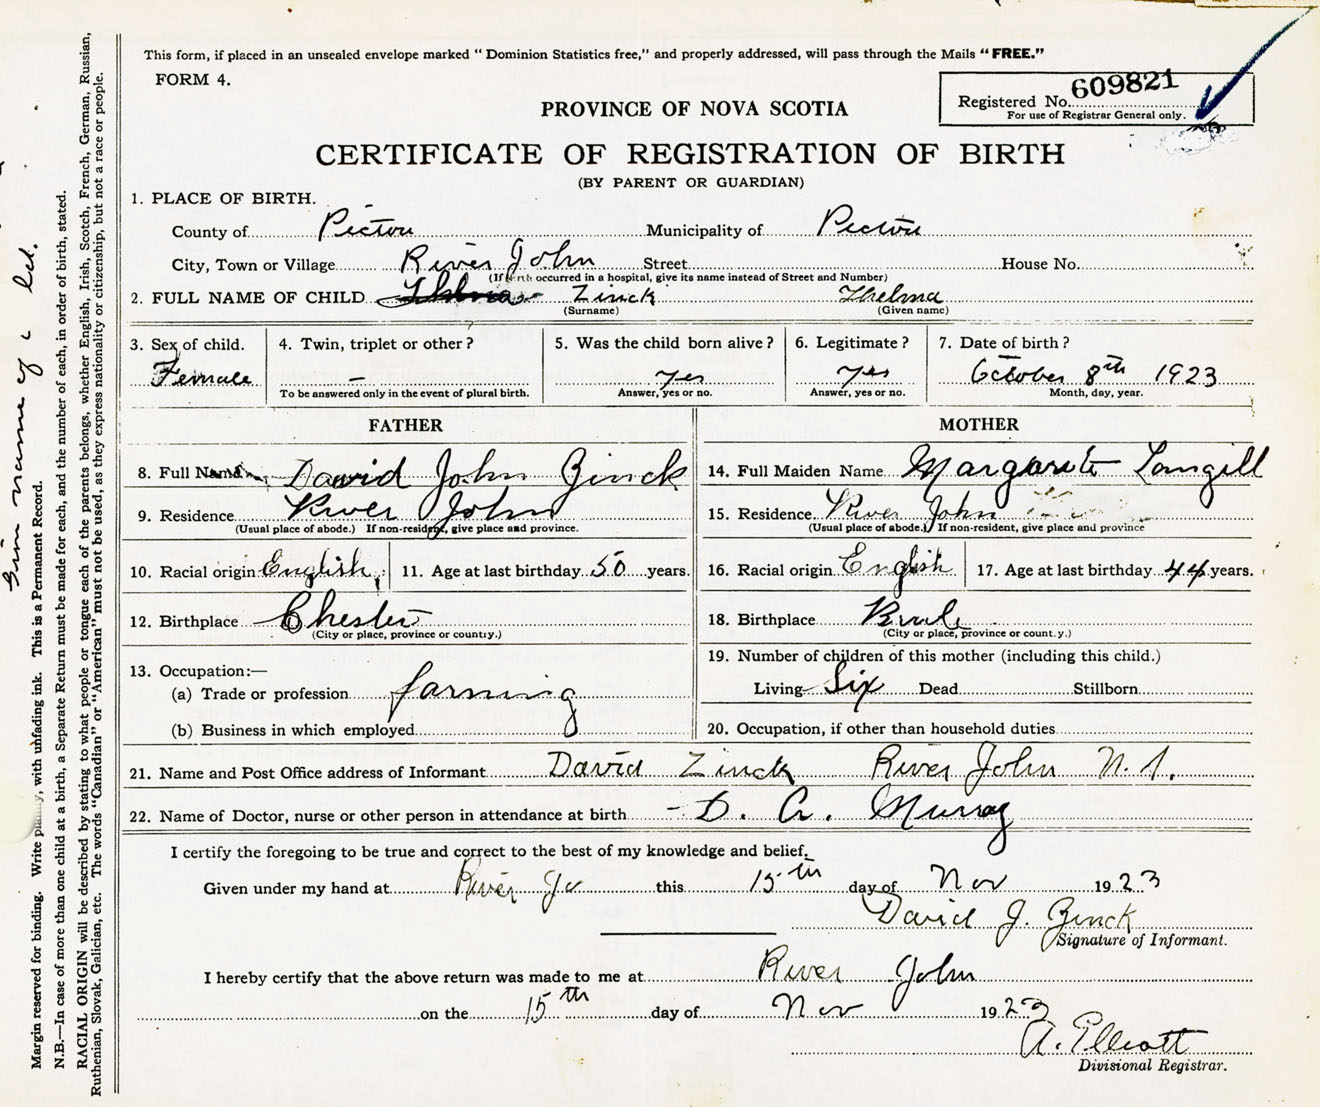 This form, if placed in an unsealed envelope marked "Dominion Statistics free," and properly addressed, will pass through the Mails "FREE."
FORM 4.
Registered No. 609821
For use of Registrar General only.
PROVINCE OF NOVA SCOTIA
CERTIFICATE OF REGISTRATION OF BIRTH
(BY PARENT OR GUARDIAN)
1. PLACE OF BIRTH.
County of Pictou Municipality of Pictou
City, Town or Village River John Street House No.
(If birth occurred in a hospital, give its name instead of Street and Number)
2. FULL NAME OF CHILD Thelma Zinck Thelma
(Surname) (Given name)
3. Sex of child. 4. Twin, triplet or other? 5. Was the child born alive? 6. Legitimate? 7. Date of birth?
Female – yes yes October 8th 1923
To be answered only in the event of plural birth. Answer, yes or no. Answer, yes or no. Month, day, year.
FATHER MOTHER
8. Full Name David John Zinck 14. Full Maiden Name Margarite Langill
9. Residence River John 15. Residence River John
(Usual place of abode.) If non-resident, give place and province. (Usual place of abode.) If non-resident, give place and province
10. Racial origin English 11. Age at last birthday 50 years. 16. Racial origin English 17. Age at last birthday 44 years.
12. Birthplace Chester 18. Birthplace Brule
(City or place, province or country.) (City or place, province or country.)
13. Occupation:— 19. Number of children of this mother (including this child.)
(a) Trade or profession farming Living Six Dead Stillborn
(b) Business in which employed 20. Occupation, if other than household duties
21. Name and Post Office address of Informant David Zinck River John N.S.
22. Name of Doctor, nurse or other person in attendance at birth D. A. Murray
I certify the foregoing to be true and correct to the best of my knowledge and belief.
Given under my hand at River Jo this 15th day of Nov 1923
David J. Zinck
Signature of Informant.
I hereby certify that the above return was made to me at River John
on the 15th day of Nov 1923
A. Elliott
Divisional Registrar.
Margin reserved for binding. Write plainly, with unfading ink. This is a Permanent Record.
N.B.—In case of more than one child at a birth, a Separate Return must be made for each, and the number of each, in order of birth, stated.
RACIAL ORIGIN will be described by stating to what people or tongue each of the parents belongs, whether English, Irish, Scotch, French, German, Russian,
Ruthenian, Slovak, Galician, etc. The words "Canadian" or "American" must not be used, as they express nationality or citizenship, but not a race or people.
name of